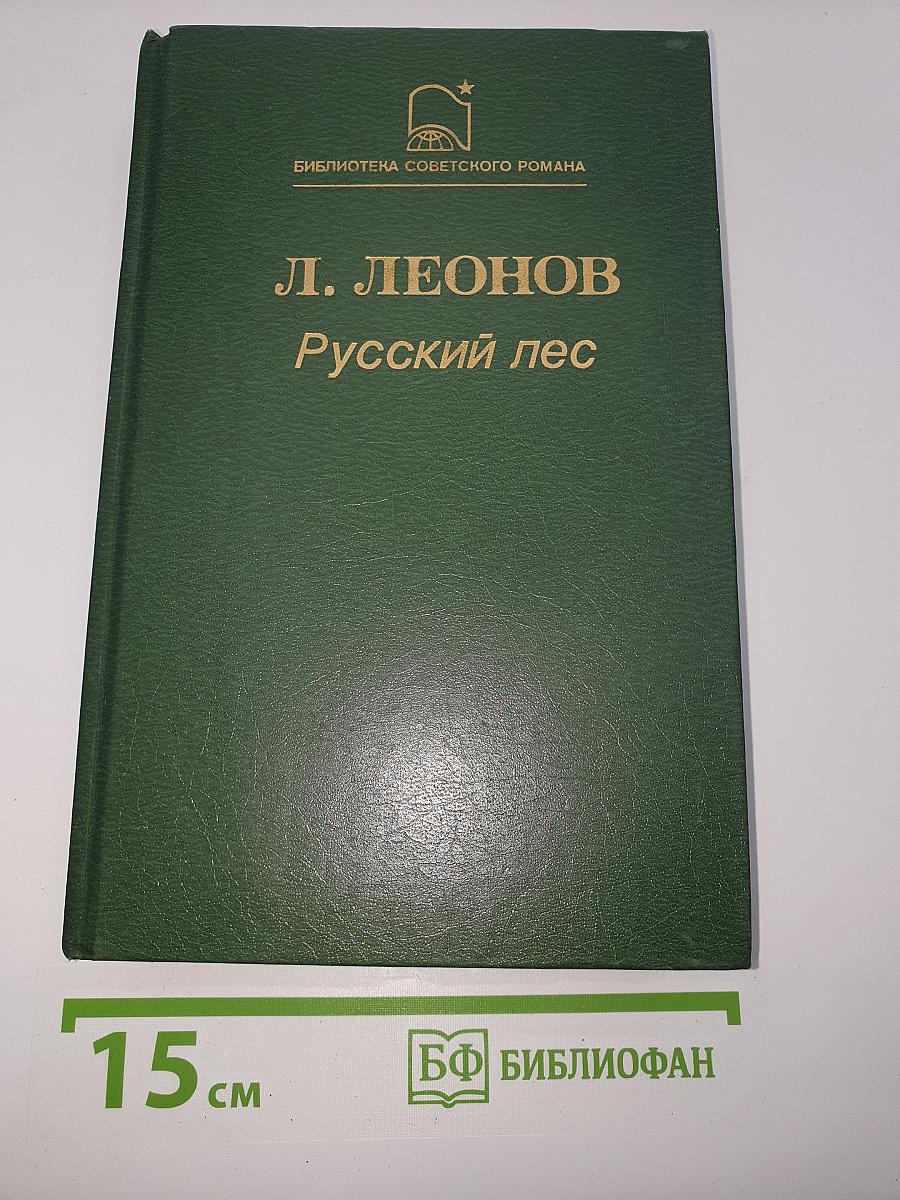 БИБЛИОТЕКА СОВЕТСКОГО РОМАНА
Л. ЛЕОНОВ
Русский лес
15 см
БФ БИБЛИОФАН